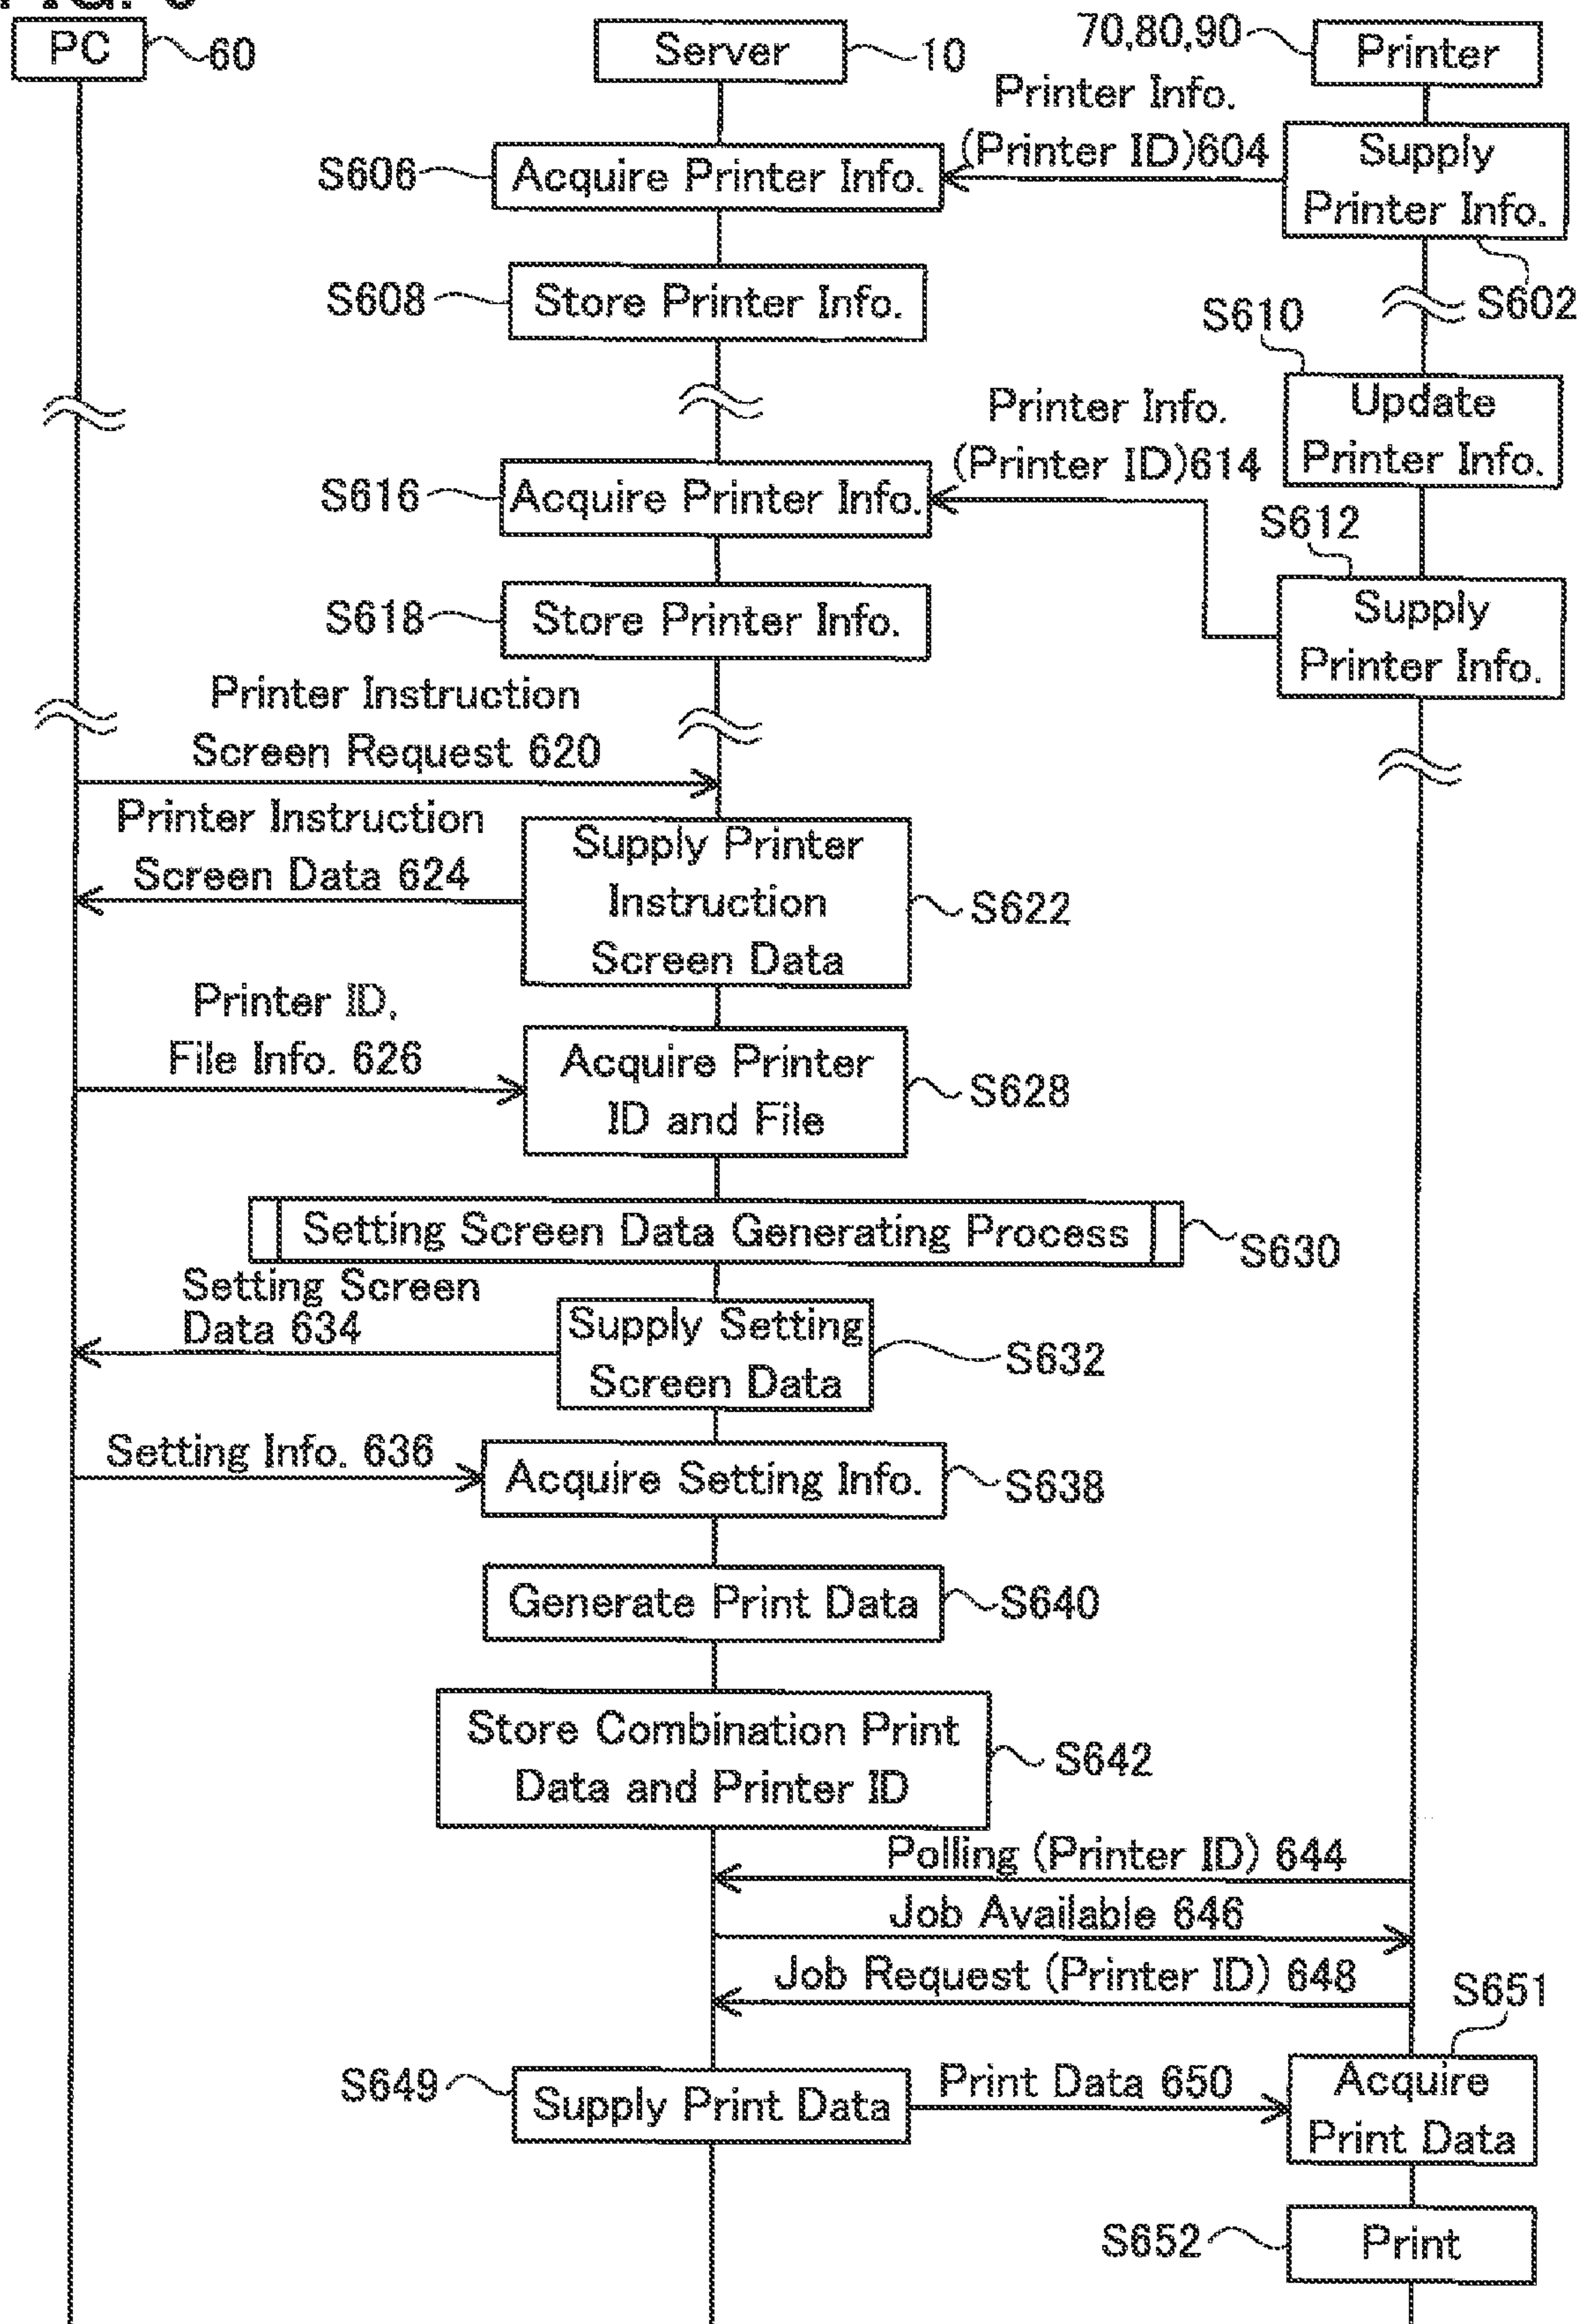 PC
60
Server
10
70,80,90
Printer
Printer Info.
(Printer ID)604
Supply
Printer Info.
S602
S606
Acquire Printer Info.
S608
Store Printer Info.
S610
Update
Printer Info.
Printer Info.
(Printer ID)614
S612
Supply
Printer Info.
S616
Acquire Printer Info.
S618
Store Printer Info.
Printer Instruction
Screen Request 620
Printer Instruction
Screen Data 624
Supply Printer
Instruction
Screen Data
S622
Printer ID,
File Info. 626
Acquire Printer
ID and File
S628
Setting Screen Data Generating Process
S630
Setting Screen
Data 634
Supply Setting
Screen Data
S632
Setting Info. 636
Acquire Setting Info.
S638
Generate Print Data
S640
Store Combination Print
Data and Printer ID
S642
Polling (Printer ID) 644
Job Available 646
Job Request (Printer ID) 648
S651
S649
Supply Print Data
Print Data 650
Acquire
Print Data
S652
Print